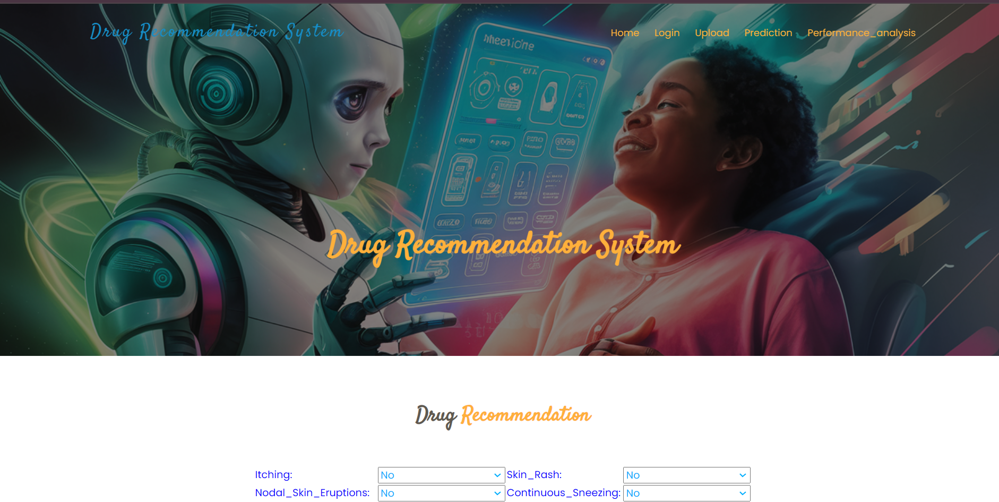 Drug Recommendation System
Home Login Upload Prediction Performance_analysis
Drug Recommendation System
Drug Recommendation
Itching: No Skin_Rash: No
Nodal_Skin_Eruptions: No Continuous_Sneezing: No